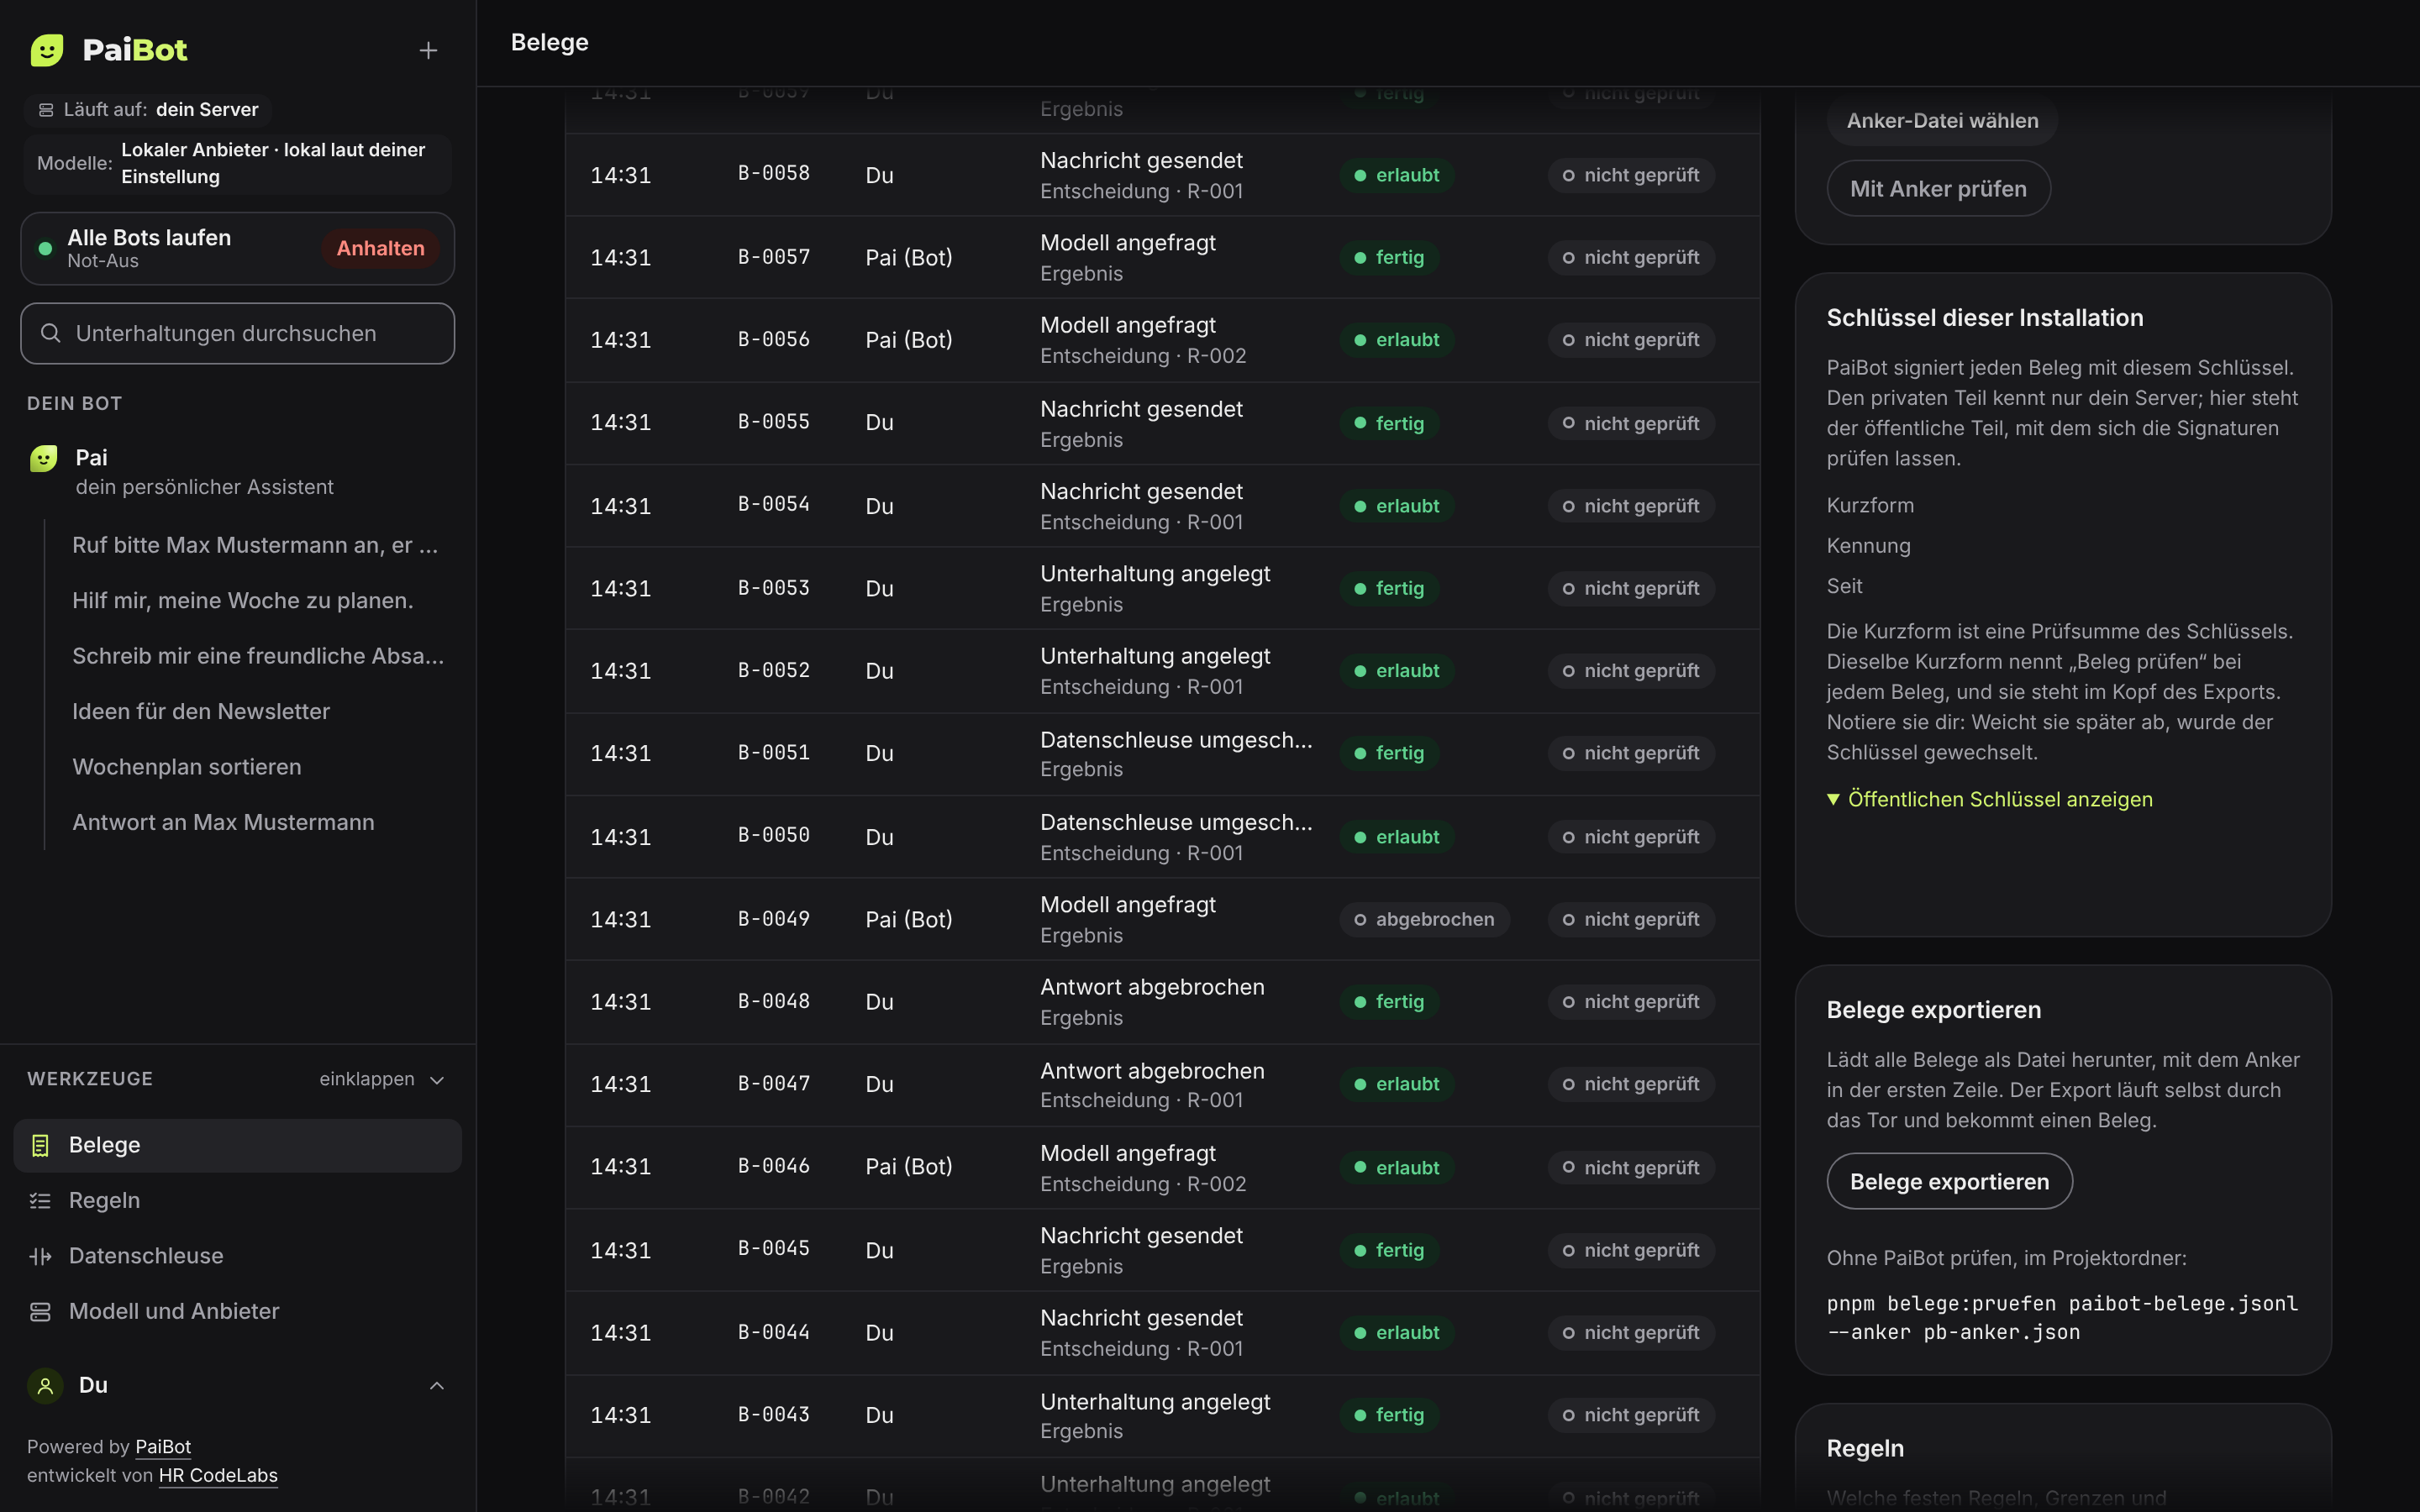 PaiBot
Läuft auf: dein Server
Modelle: Lokaler Anbieter · lokal laut deiner
Einstellung
Alle Bots laufen
Not-Aus
Anhalten
Unterhaltungen durchsuchen
DEIN BOT
Pai
dein persönlicher Assistent
Ruf bitte Max Mustermann an, er ...
Hilf mir, meine Woche zu planen.
Schreib mir eine freundliche Absa...
Ideen für den Newsletter
Wochenplan sortieren
Antwort an Max Mustermann
WERKZEUGE einklappen
Belege
Regeln
Datenschleuse
Modell und Anbieter
Du
Powered by PaiBot
entwickelt von HR CodeLabs
Belege
14:31 B-0059 Du fertig nicht geprüft
Ergebnis
14:31 B-0058 Du Nachricht gesendet erlaubt nicht geprüft
Entscheidung · R-001
14:31 B-0057 Pai (Bot) Modell angefragt fertig nicht geprüft
Ergebnis
14:31 B-0056 Pai (Bot) Modell angefragt erlaubt nicht geprüft
Entscheidung · R-002
14:31 B-0055 Du Nachricht gesendet fertig nicht geprüft
Ergebnis
14:31 B-0054 Du Nachricht gesendet erlaubt nicht geprüft
Entscheidung · R-001
14:31 B-0053 Du Unterhaltung angelegt fertig nicht geprüft
Ergebnis
14:31 B-0052 Du Unterhaltung angelegt erlaubt nicht geprüft
Entscheidung · R-001
14:31 B-0051 Du Datenschleuse umgesch... fertig nicht geprüft
Ergebnis
14:31 B-0050 Du Datenschleuse umgesch... erlaubt nicht geprüft
Entscheidung · R-001
14:31 B-0049 Pai (Bot) Modell angefragt abgebrochen nicht geprüft
Ergebnis
14:31 B-0048 Du Antwort abgebrochen fertig nicht geprüft
Ergebnis
14:31 B-0047 Du Antwort abgebrochen erlaubt nicht geprüft
Entscheidung · R-001
14:31 B-0046 Pai (Bot) Modell angefragt erlaubt nicht geprüft
Entscheidung · R-002
14:31 B-0045 Du Nachricht gesendet fertig nicht geprüft
Ergebnis
14:31 B-0044 Du Nachricht gesendet erlaubt nicht geprüft
Entscheidung · R-001
14:31 B-0043 Du Unterhaltung angelegt fertig nicht geprüft
Ergebnis
14:31 B-0042 Du Unterhaltung angelegt erlaubt nicht geprüft
Anker-Datei wählen
Mit Anker prüfen
Schlüssel dieser Installation
PaiBot signiert jeden Beleg mit diesem Schlüssel.
Den privaten Teil kennt nur dein Server; hier steht
der öffentliche Teil, mit dem sich die Signaturen
prüfen lassen.
Kurzform
Kennung
Seit
Die Kurzform ist eine Prüfsumme des Schlüssels.
Dieselbe Kurzform nennt „Beleg prüfen“ bei
jedem Beleg, und sie steht im Kopf des Exports.
Notiere sie dir: Weicht sie später ab, wurde der
Schlüssel gewechselt.
▼ Öffentlichen Schlüssel anzeigen
Belege exportieren
Lädt alle Belege als Datei herunter, mit dem Anker
in der ersten Zeile. Der Export läuft selbst durch
das Tor und bekommt einen Beleg.
Belege exportieren
Ohne PaiBot prüfen, im Projektordner:
pnpm belege:pruefen paibot-belege.jsonl
--anker pb-anker.json
Regeln
Welche festen Regeln, Grenzen und